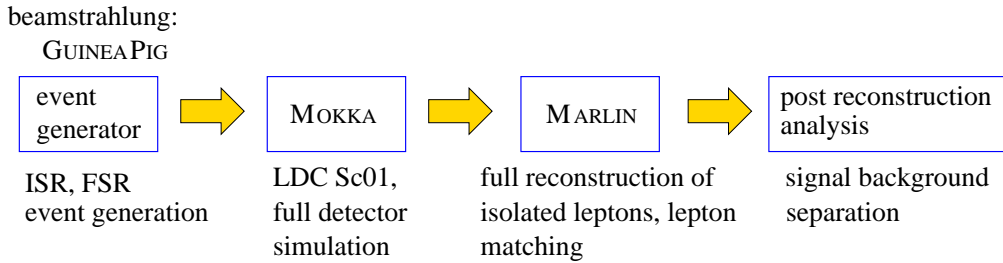 beamstrahlung:
GUINEAPIG
event
generator
MOKKA
MARLIN
post reconstruction
analysis
ISR, FSR
event generation
LDC Sc01,
full detector
simulation
full reconstruction of
isolated leptons, lepton
matching
signal background
separation